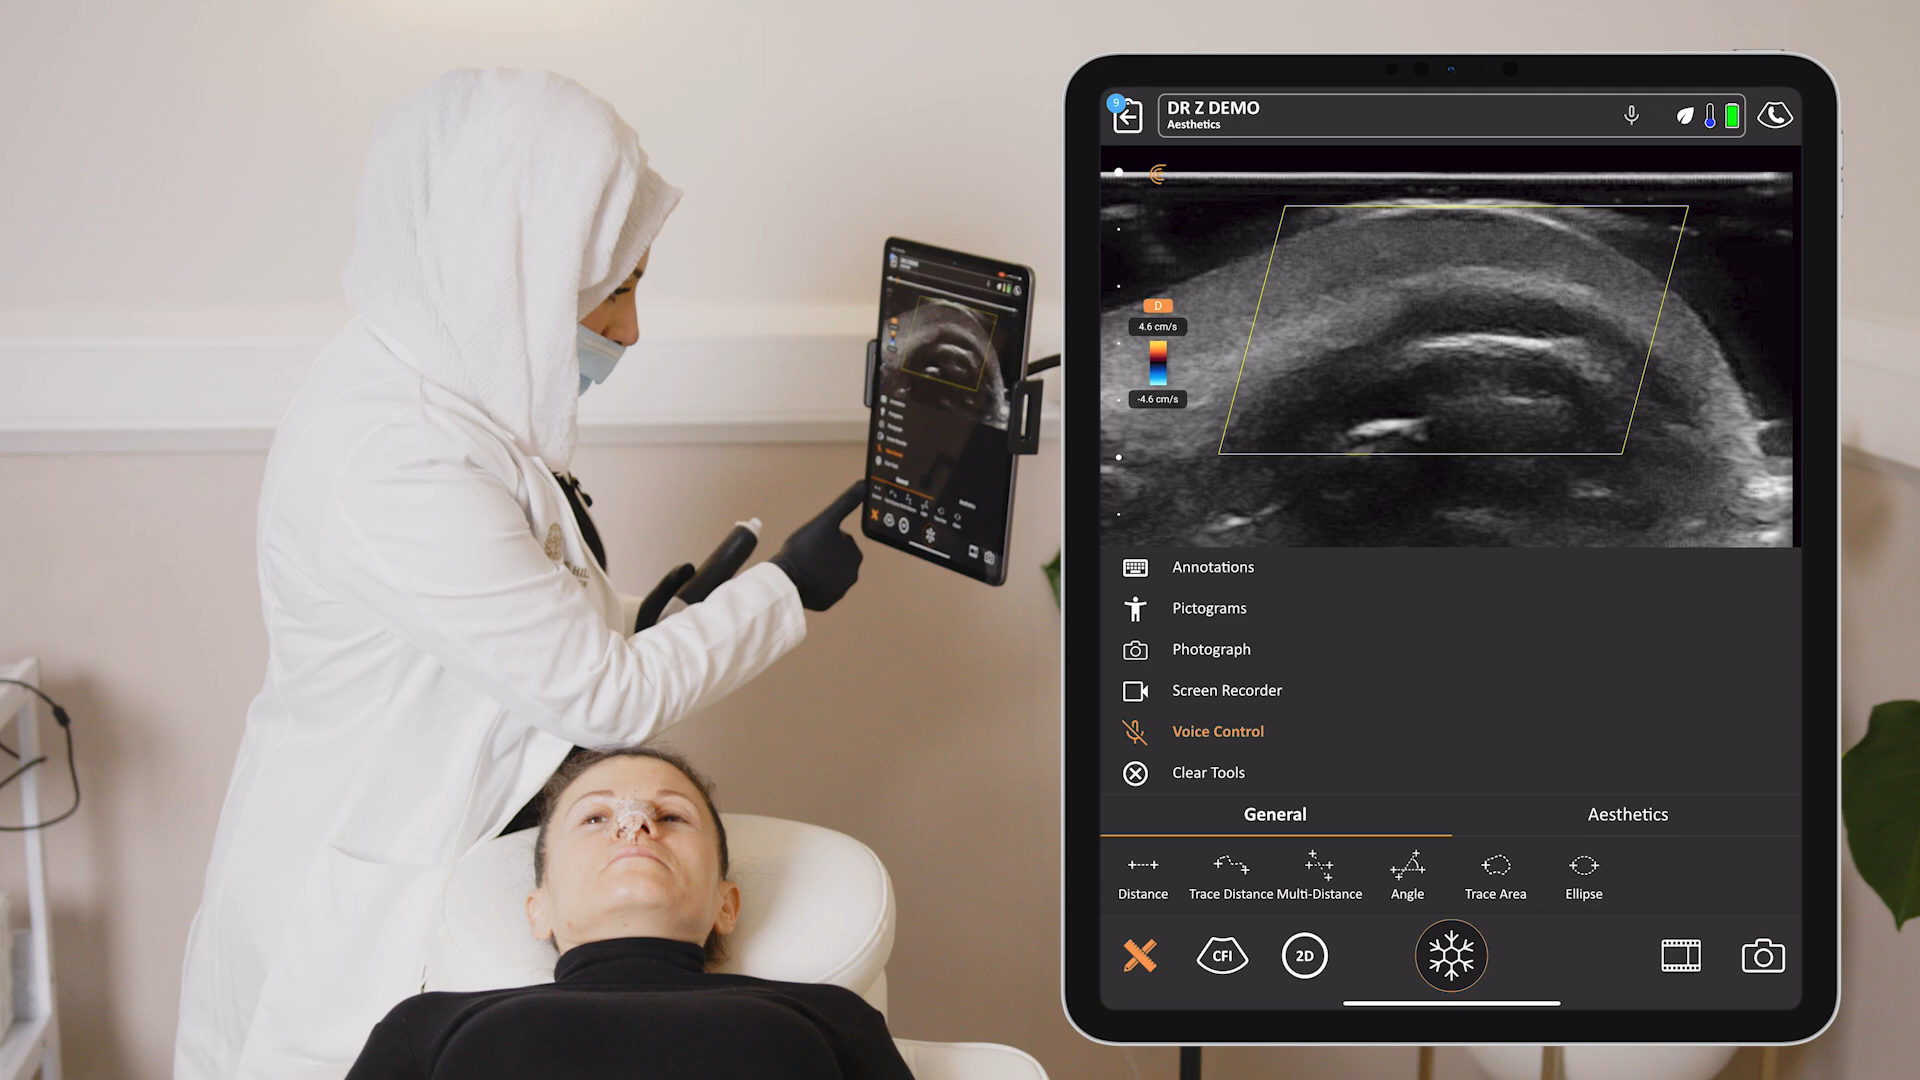 9
DR Z DEMO
Aesthetics
D
4.6 cm/s
-4.6 cm/s
Annotations
Pictograms
Photograph
Screen Recorder
Voice Control
Clear Tools
General
Aesthetics
Distance
Trace Distance
Multi-Distance
Angle
Trace Area
Ellipse
CFI
2D